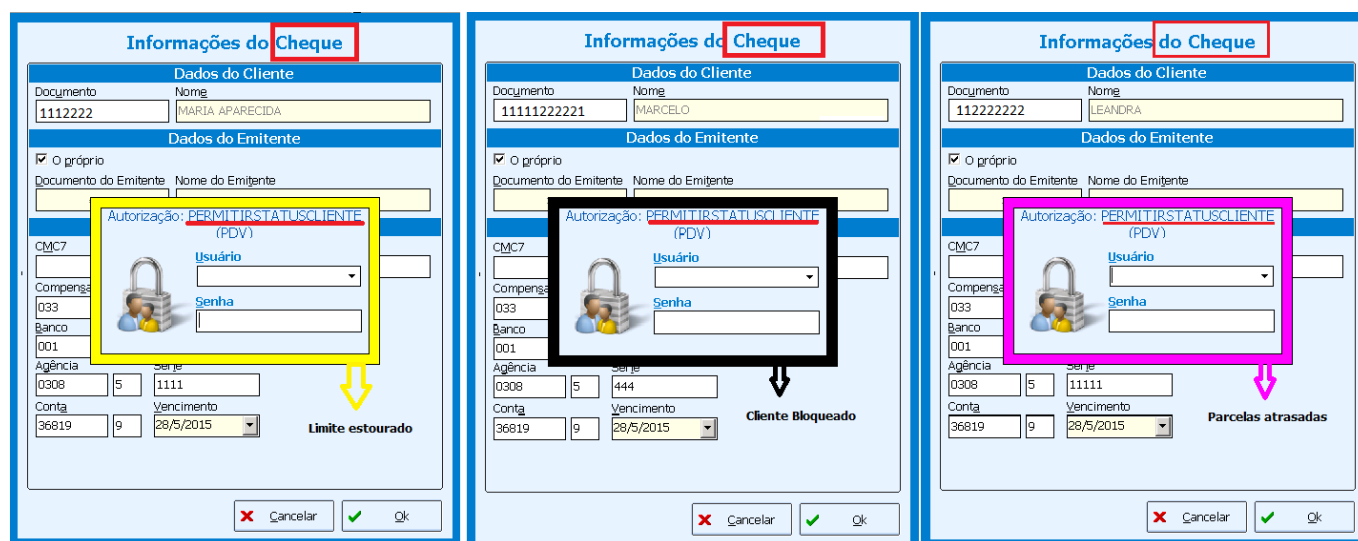 Informações do Cheque
Dados do Cliente
Documento Nome
1112222 MARIA APARECIDA
Dados do Emitente
O próprio
Documento do Emitente Nome do Emitente
Autorização: PERMITIRSTATUSCLIENTE
(PDV)
CMC7
Usuário
Compensa
033
Senha
Banco
001
Agência Serie
0308 5 1111
Conta Vencimento
36819 9 28/5/2015
Limite estourado
Cancelar Ok
Informações do Cheque
Dados do Cliente
Documento Nome
11111222221 MARCELO
Dados do Emitente
O próprio
Documento do Emitente Nome do Emitente
Autorização: PERMITIRSTATUSCLIENTE
(PDV)
CMC7
Usuário
Compensa
033
Senha
Banco
001
Agência Serie
0308 5 444
Conta Vencimento
36819 9 28/5/2015
Cliente Bloqueado
Cancelar Ok
Informações do Cheque
Dados do Cliente
Documento Nome
112222222 LEANDRA
Dados do Emitente
O próprio
Documento do Emitente Nome do Emitente
Autorização: PERMITIRSTATUSCLIENTE
(PDV)
CMC7
Usuário
Compensa
033
Senha
Banco
001
Agência Serie
0308 5 11111
Conta Vencimento
36819 9 28/5/2015
Parcelas atrasadas
Cancelar Ok